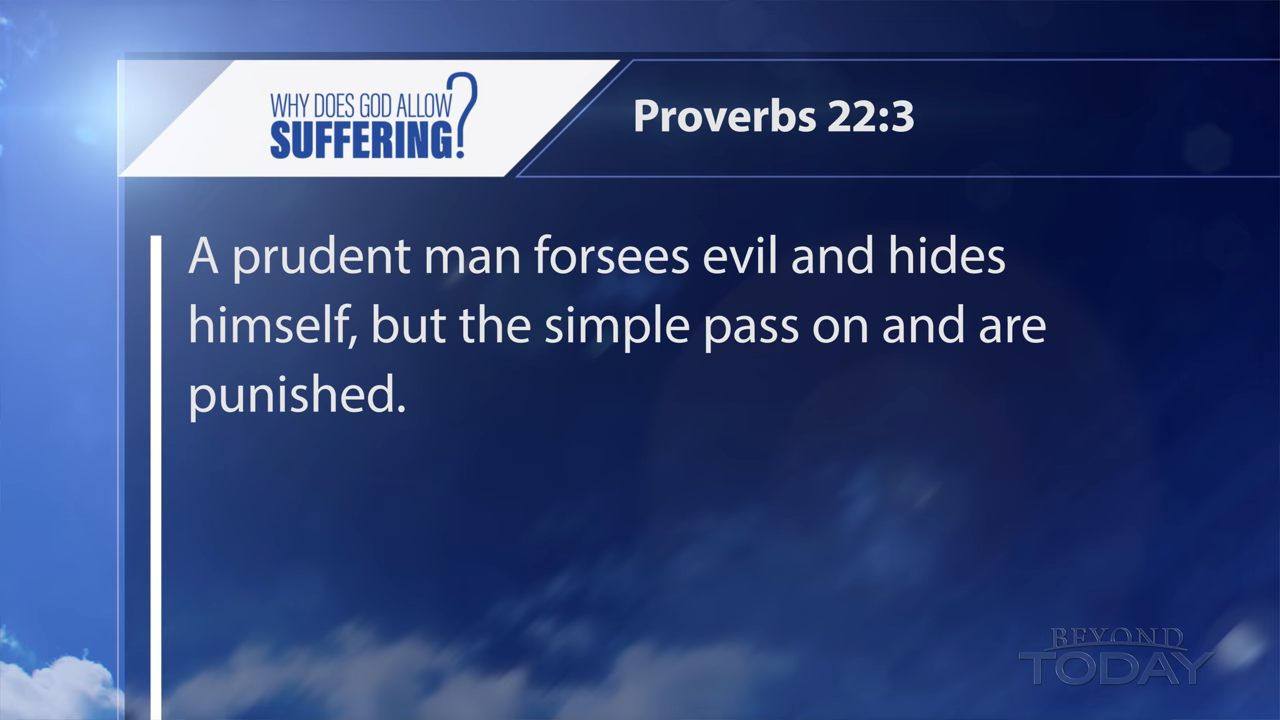 WHY DOES GOD ALLOW
SUFFERING?
Proverbs 22:3
A prudent man forsees evil and hides
himself, but the simple pass on and are
punished.
BEYOND
TODAY